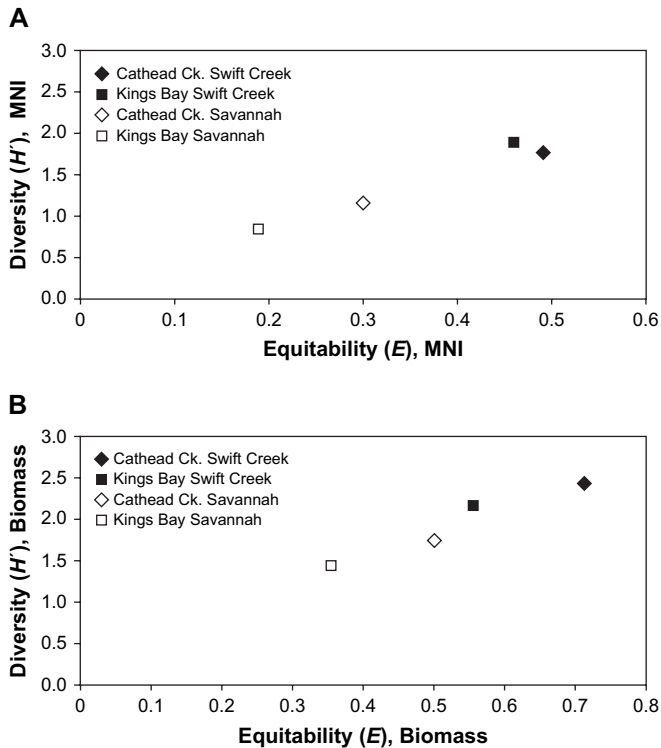 A
3.0
Cathead Ck. Swift Creek
2.5
Kings Bay Swift Creek
Cathead Ck. Savannah
2.0
Kings Bay Savannah
1.5
1.0
0.5
0.0
Diversity (H′), MNI
0 0.1 0.2 0.3 0.4 0.5 0.6
Equitability (E), MNI
B
3.0
Cathead Ck. Swift Creek
2.5
Kings Bay Swift Creek
Cathead Ck. Savannah
2.0
Kings Bay Savannah
1.5
1.0
0.5
0.0
Diversity (H′), Biomass
0 0.1 0.2 0.3 0.4 0.5 0.6 0.7 0.8
Equitability (E), Biomass